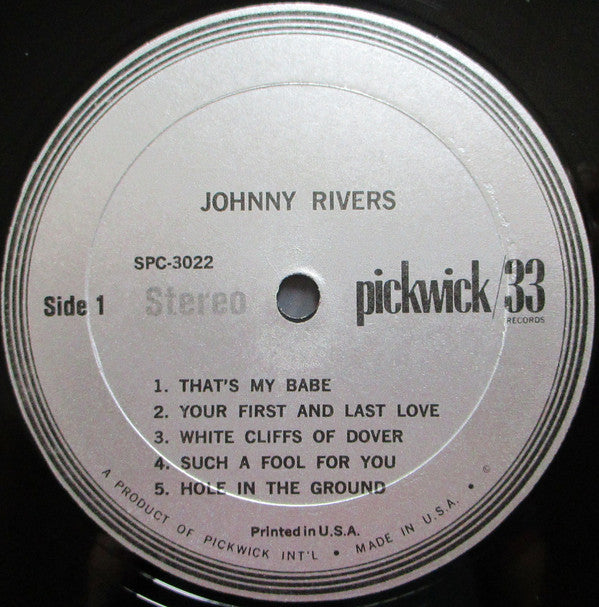 JOHNNY RIVERS
SPC-3022
Side 1 Stereo
pickwick/33
RECORDS
1. THAT'S MY BABE
2. YOUR FIRST AND LAST LOVE
3. WHITE CLIFFS OF DOVER
4. SUCH A FOOL FOR YOU
5. HOLE IN THE GROUND
Printed in U.S.A.
A PRODUCT OF PICKWICK INT'L • MADE IN U.S.A. • ©